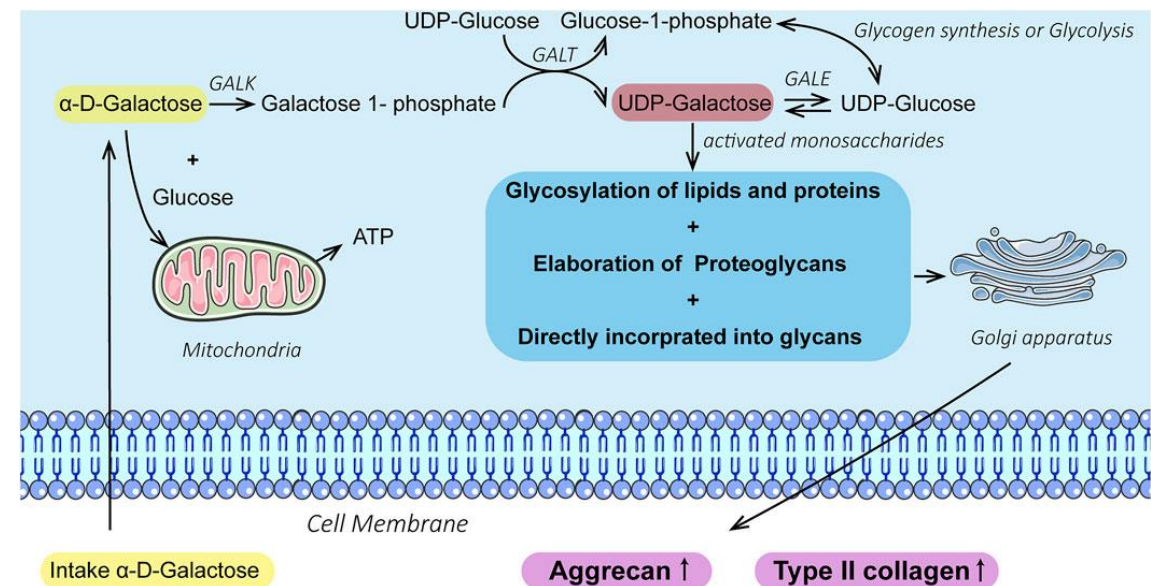 UDP-Glucose Glucose-1-phosphate
Glycogen synthesis or Glycolysis
GALT
GALK
GALE
α-D-Galactose
Galactose 1- phosphate
UDP-Galactose
UDP-Glucose
activated monosaccharides
+
Glucose
ATP
Mitochondria
Glycosylation of lipids and proteins
+
Elaboration of Proteoglycans
+
Directly incorprated into glycans
Golgi apparatus
Cell Membrane
Intake α-D-Galactose
Aggrecan ↑
Type II collagen ↑